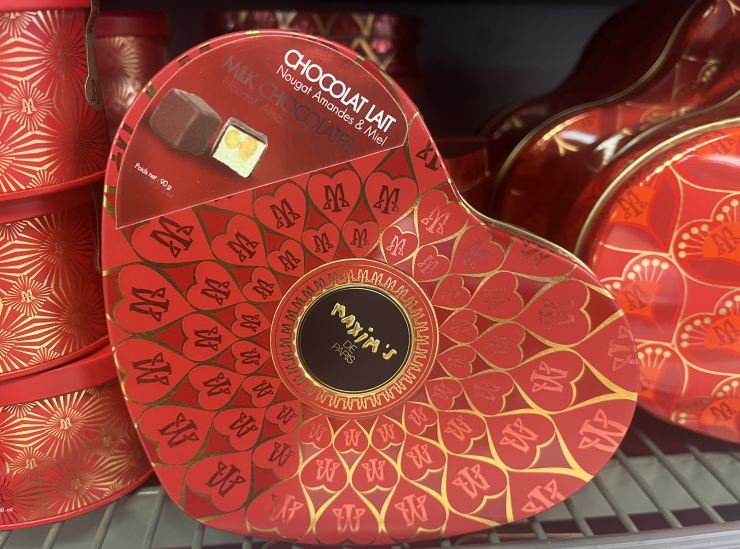 CHOCOLAT LAIT
Nougat Amandes & Miel
MILK CHOCOLATES
Poids net : 90 g
MAXIM'S
DE
PARIS